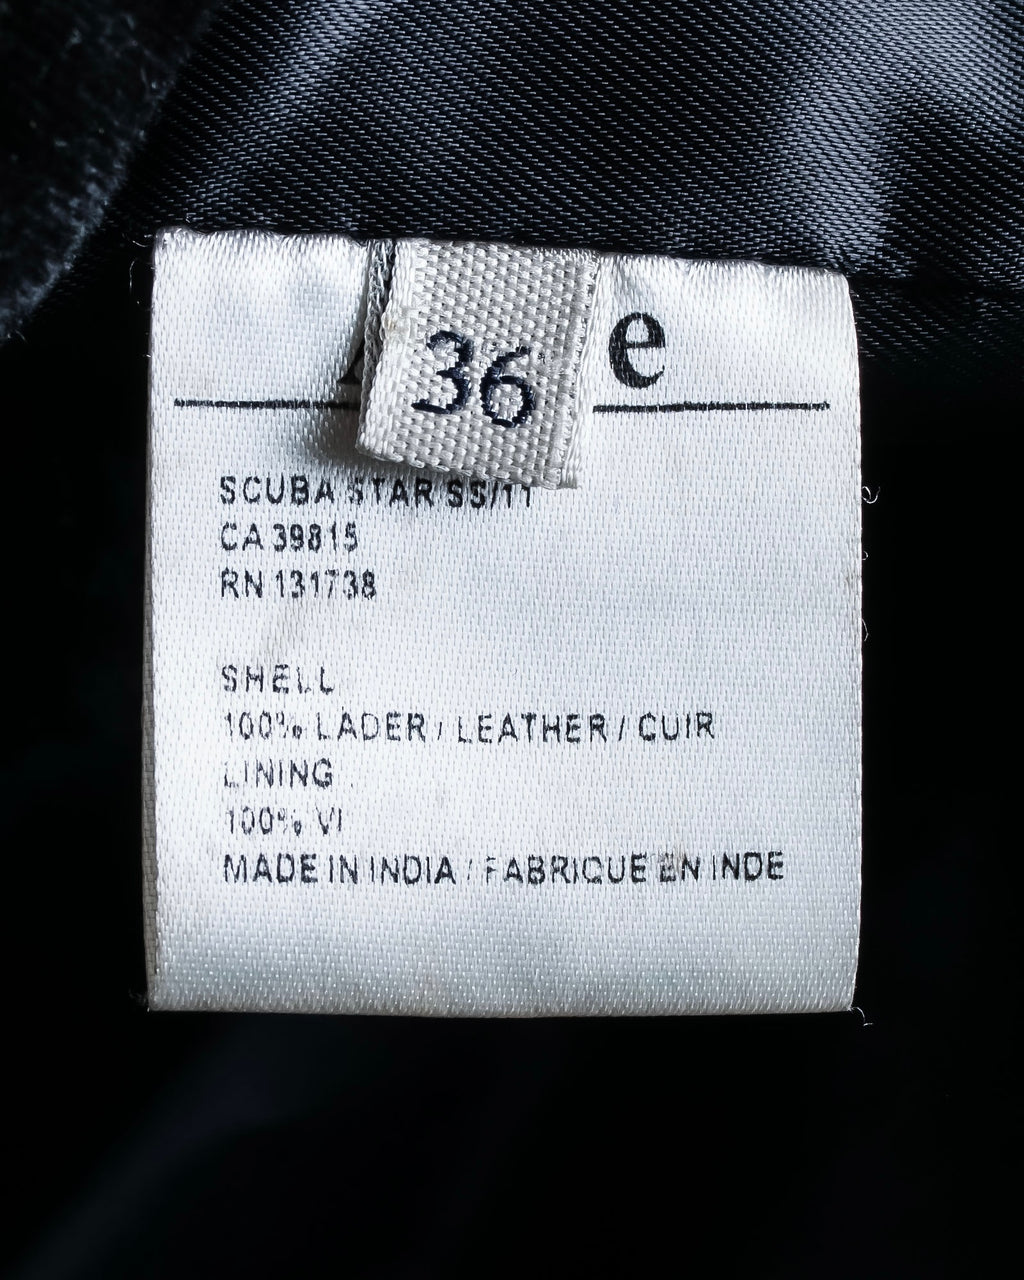 36
e
SCUBA STAR SS/11
CA 39815
RN 131738
SHELL
100% LÄDER / LEATHER / CUIR
LINING
100% VI
MADE IN INDIA / FABRIQUE EN INDE